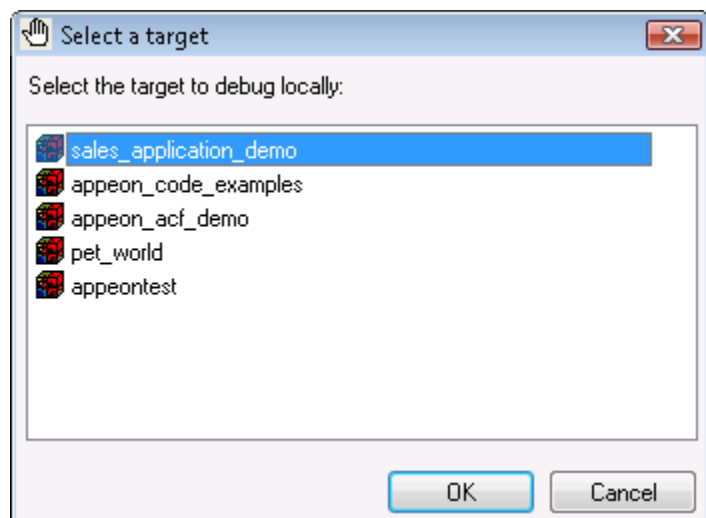 Select a target
Select the target to debug locally:
sales_application_demo
appeon_code_examples
appeon_acf_demo
pet_world
appeontest
OK Cancel